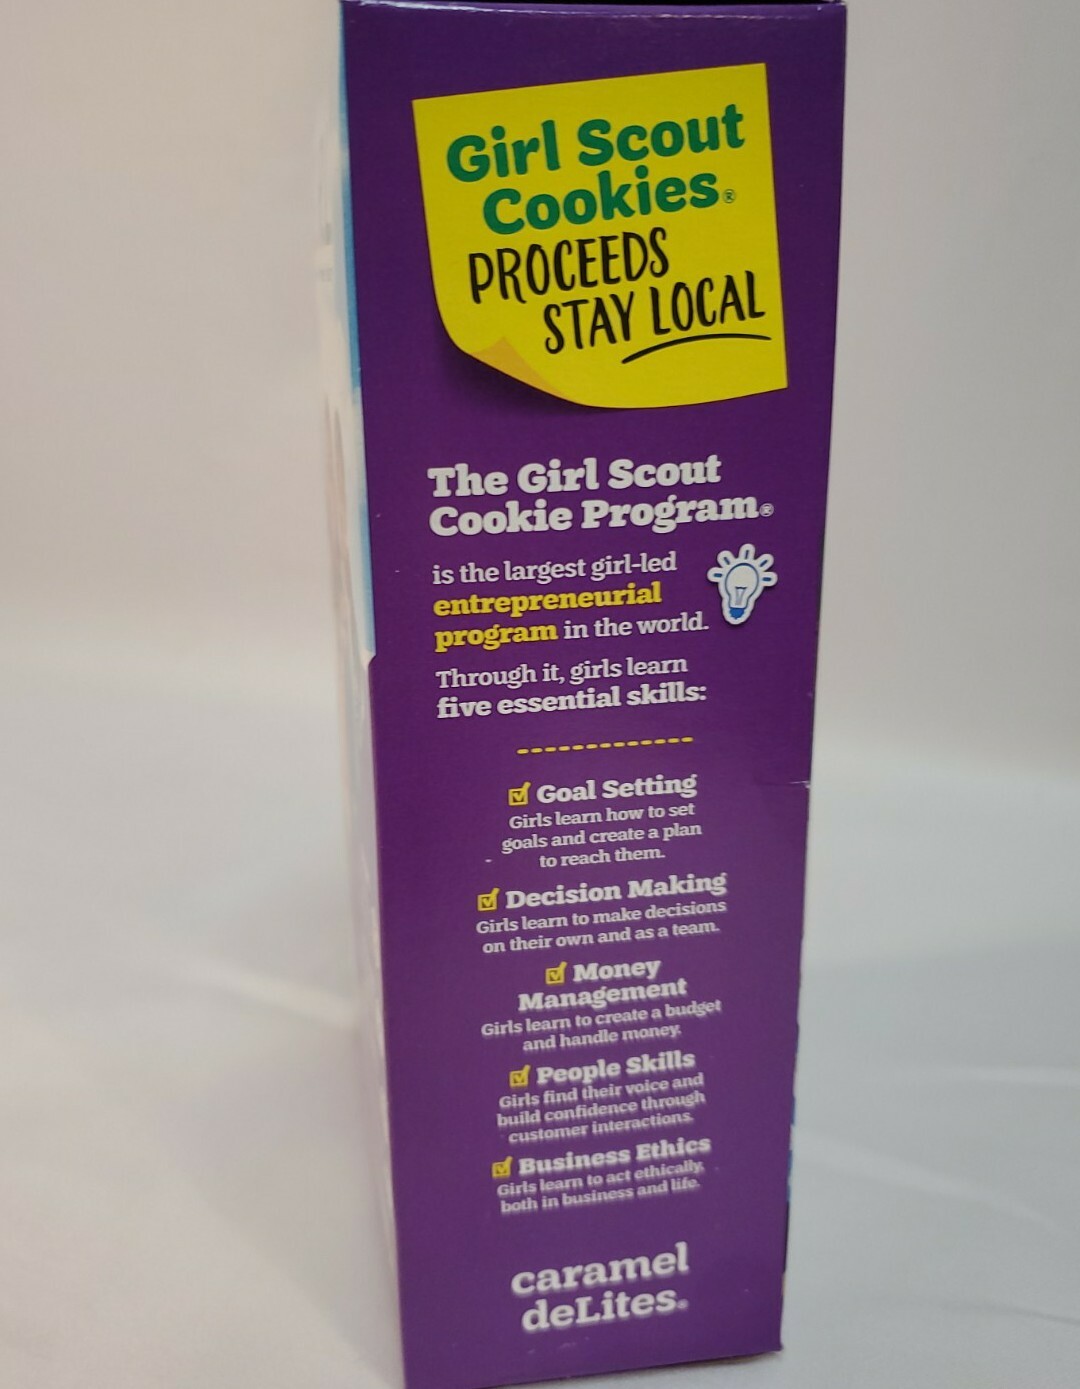 Girl Scout
Cookies®
PROCEEDS
STAY LOCAL
The Girl Scout
Cookie Program®
is the largest girl-led
entrepreneurial
program in the world.
Through it, girls learn
five essential skills:
Goal Setting
Girls learn how to set
goals and create a plan
to reach them.
Decision Making
Girls learn to make decisions
on their own and as a team.
Money
Management
Girls learn to create a budget
and handle money.
People Skills
Girls find their voice and
build confidence through
customer interactions.
Business Ethics
Girls learn to act ethically,
both in business and life.
caramel
deLites®